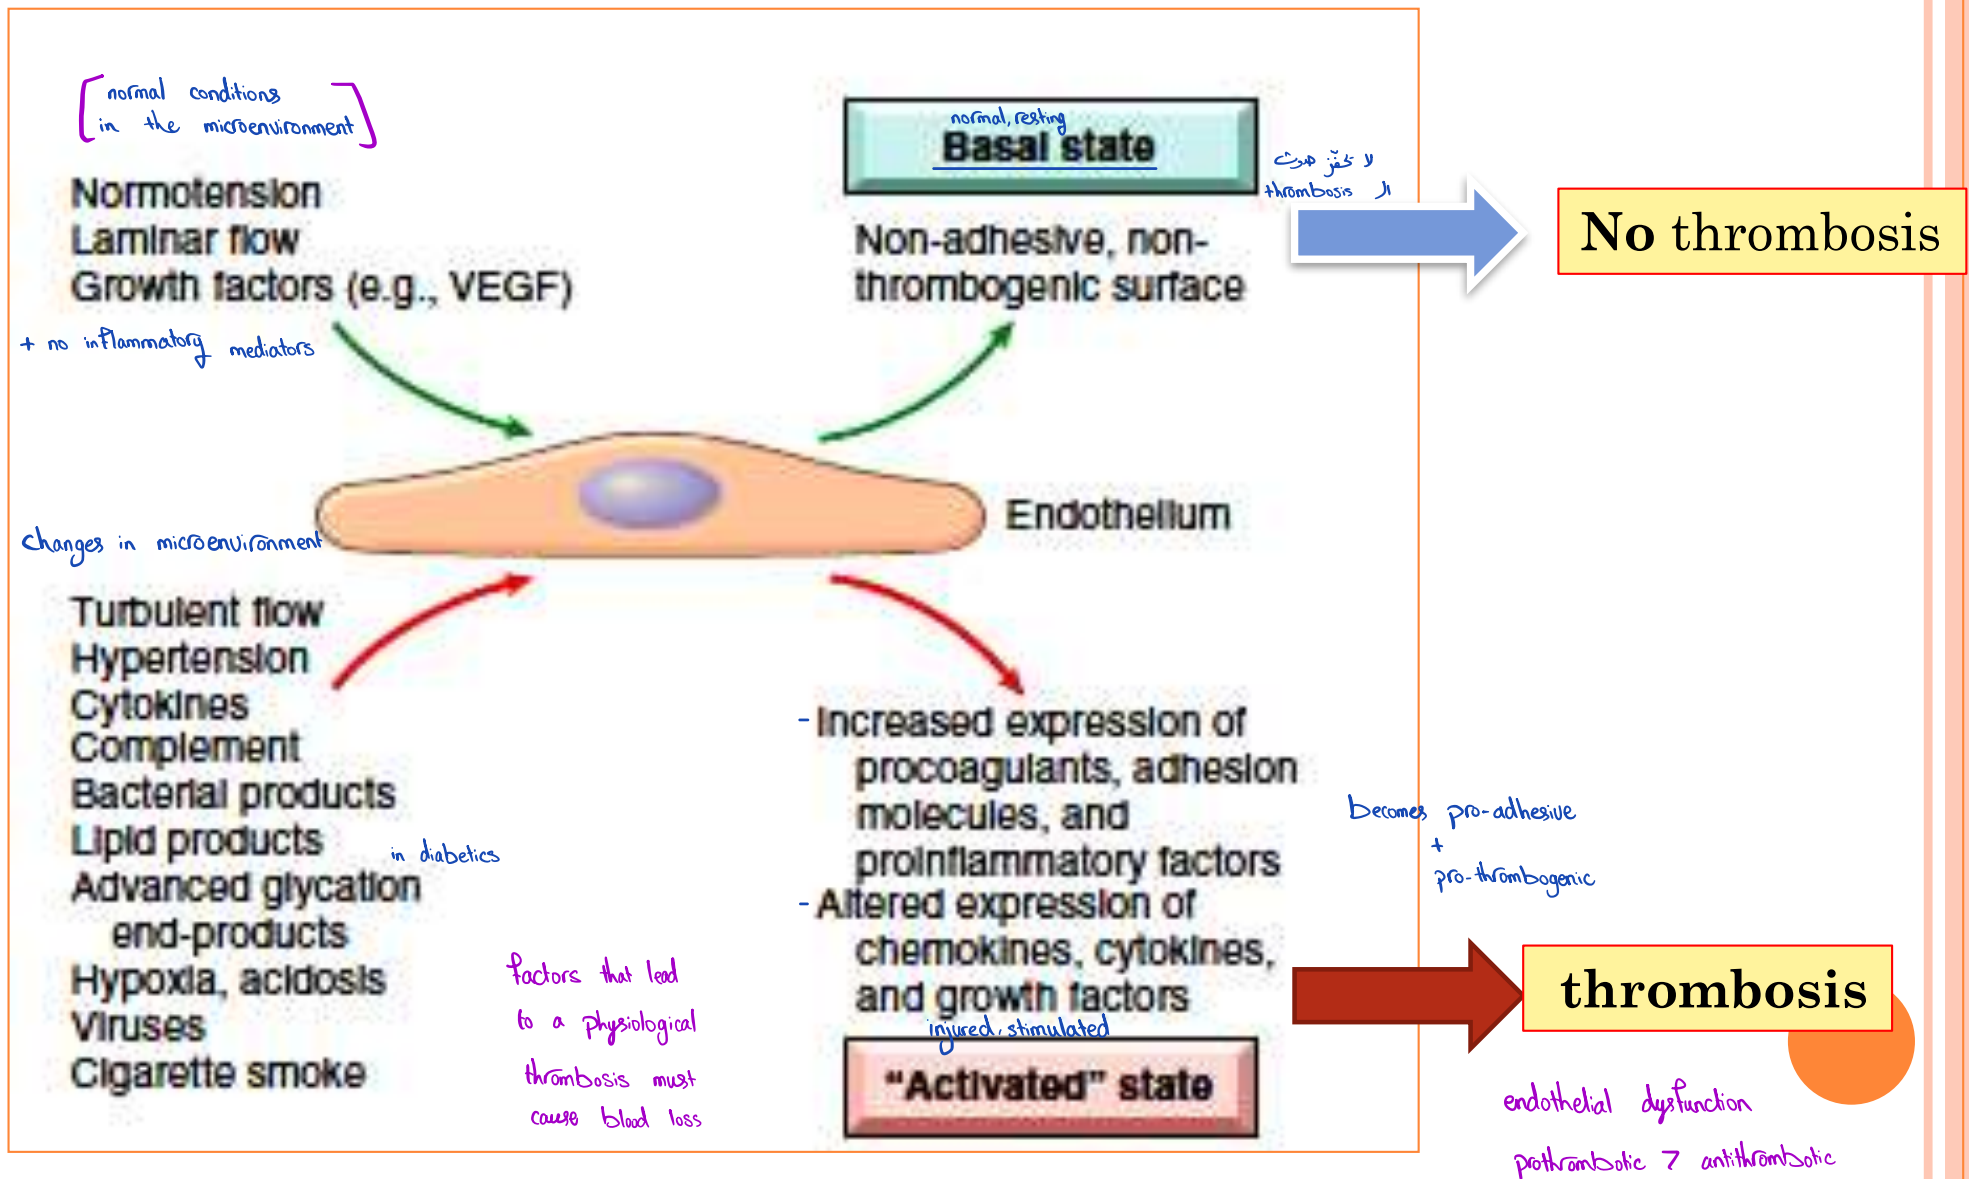 normal conditions
in the microenvironment
Normotension
Laminar flow
Growth factors (e.g., VEGF)
+ no inflammatory mediators
normal, resting
Basal state
Non-adhesive, non-
thrombogenic surface
لا تحفّز حدوث
الـ thrombosis
No thrombosis
Endothelium
changes in microenvironment
Turbulent flow
Hypertension
Cytokines
Complement
Bacterial products
Lipid products
in diabetics
Advanced glycation
end-products
Hypoxia, acidosis
Viruses
Cigarette smoke
factors that lead
to a physiological
thrombosis must
cause blood loss
- Increased expression of
procoagulants, adhesion
molecules, and
proinflammatory factors
- Altered expression of
chemokines, cytokines,
and growth factors
injured, stimulated
"Activated" state
becomes pro-adhesive
+
pro-thrombogenic
thrombosis
endothelial dysfunction
prothrombotic > antithrombotic